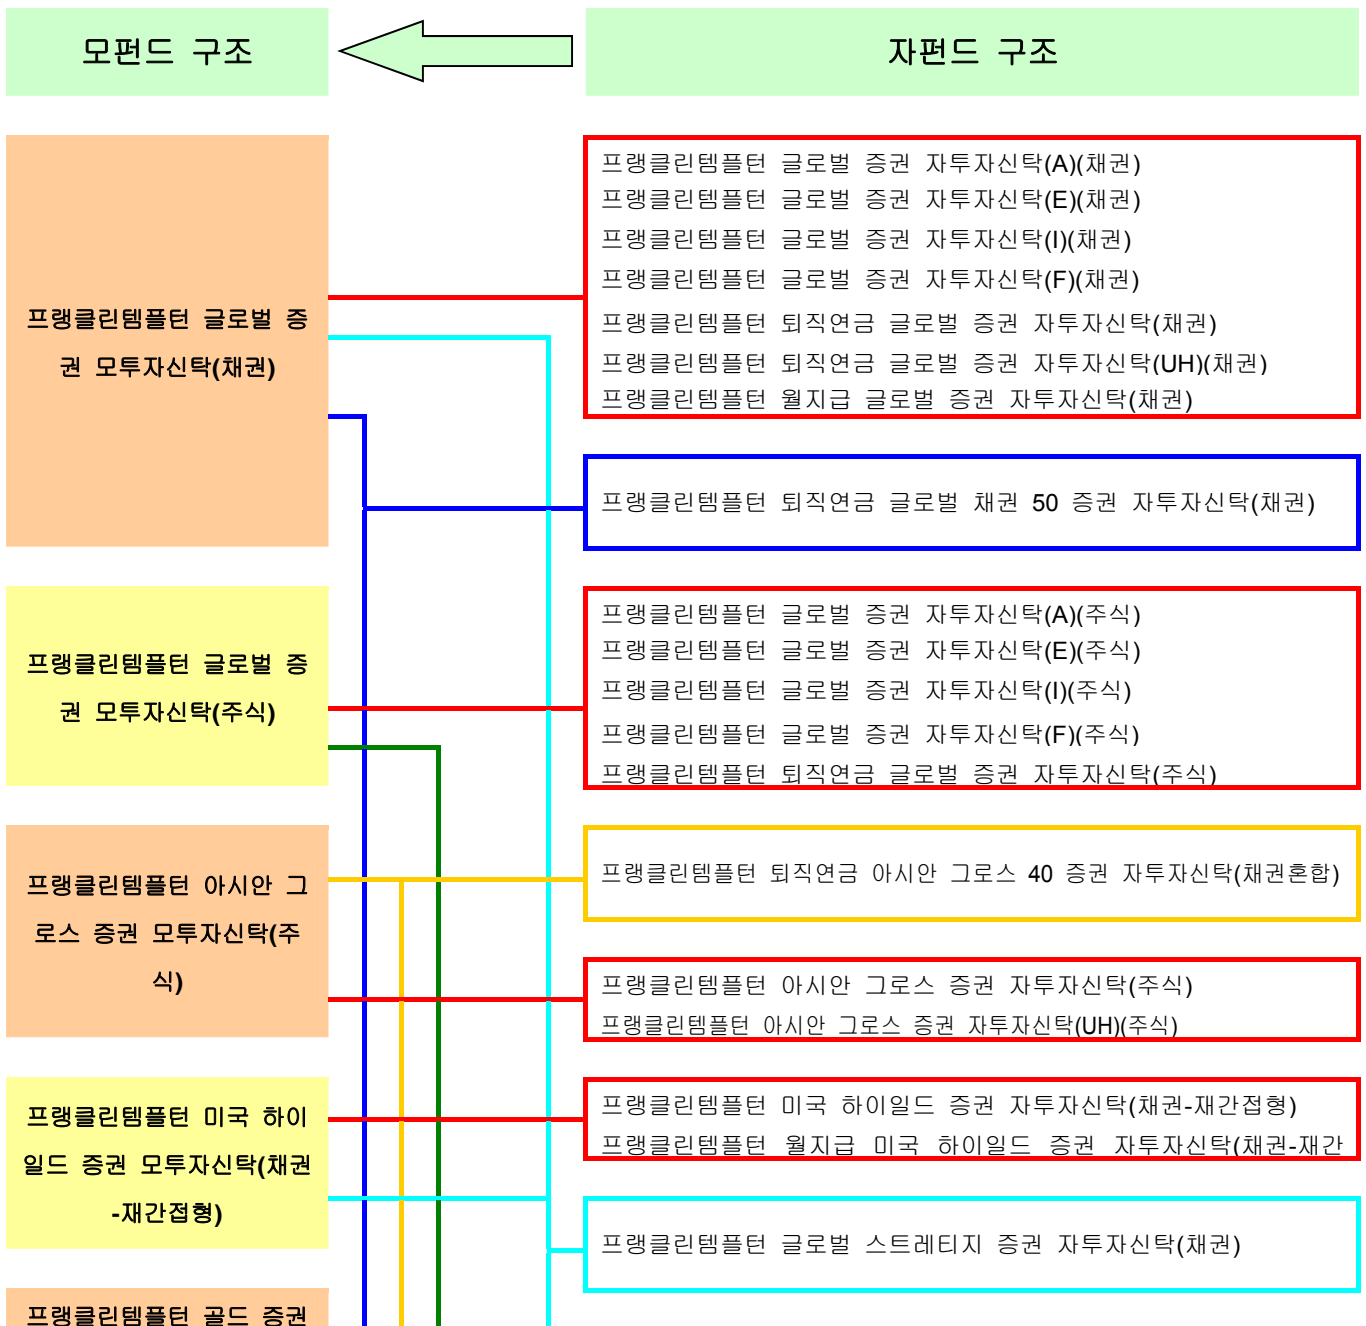 모펀드 구조
자펀드 구조
프랭클린템플턴 글로벌 증
권 모투자신탁(채권)
프랭클린템플턴 글로벌 증권 자투자신탁(A)(채권)
프랭클린템플턴 글로벌 증권 자투자신탁(E)(채권)
프랭클린템플턴 글로벌 증권 자투자신탁(I)(채권)
프랭클린템플턴 글로벌 증권 자투자신탁(F)(채권)
프랭클린템플턴 퇴직연금 글로벌 증권 자투자신탁(채권)
프랭클린템플턴 퇴직연금 글로벌 증권 자투자신탁(UH)(채권)
프랭클린템플턴 월지급 글로벌 증권 자투자신탁(채권)
프랭클린템플턴 퇴직연금 글로벌 채권 50 증권 자투자신탁(채권)
프랭클린템플턴 글로벌 증
권 모투자신탁(주식)
프랭클린템플턴 글로벌 증권 자투자신탁(A)(주식)
프랭클린템플턴 글로벌 증권 자투자신탁(E)(주식)
프랭클린템플턴 글로벌 증권 자투자신탁(I)(주식)
프랭클린템플턴 글로벌 증권 자투자신탁(F)(주식)
프랭클린템플턴 퇴직연금 글로벌 증권 자투자신탁(주식)
프랭클린템플턴 아시안 그
로스 증권 모투자신탁(주
식)
프랭클린템플턴 퇴직연금 아시안 그로스 40 증권 자투자신탁(채권혼합)
프랭클린템플턴 아시안 그로스 증권 자투자신탁(주식)
프랭클린템플턴 아시안 그로스 증권 자투자신탁(UH)(주식)
프랭클린템플턴 미국 하이
일드 증권 모투자신탁(채권
-재간접형)
프랭클린템플턴 미국 하이일드 증권 자투자신탁(채권-재간접형)
프랭클린템플턴 월지급 미국 하이일드 증권 자투자신탁(채권-재간
프랭클린템플턴 글로벌 스트레티지 증권 자투자신탁(채권)
프랭클린템플턴 골드 증권